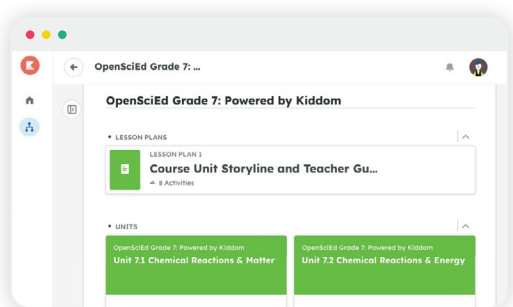 OpenSciEd Grade 7: ...
OpenSciEd Grade 7: Powered by Kiddom
• LESSON PLANS
LESSON PLAN 1
Course Unit Storyline and Teacher Gu...
8 Activities
• UNITS
OpenSciEd Grade 7: Powered by Kiddom
Unit 7.1 Chemical Reactions & Matter
OpenSciEd Grade 7: Powered by Kiddom
Unit 7.2 Chemical Reactions & Energy